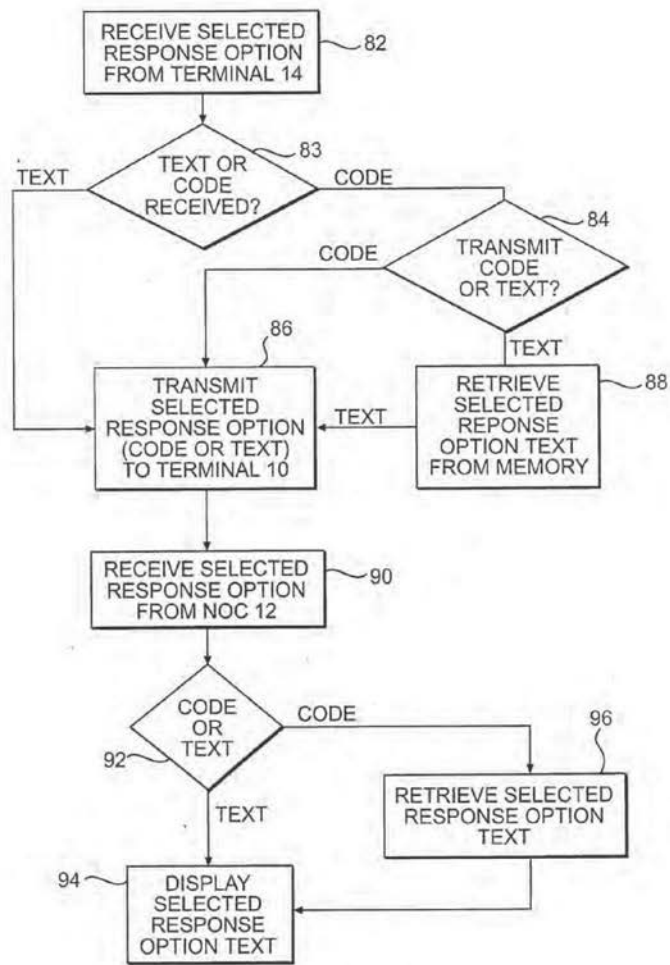 RECEIVE SELECTED
RESPONSE OPTION
FROM TERMINAL 14
82
83
TEXT
TEXT OR
CODE
RECEIVED?
CODE
84
CODE
TRANSMIT
CODE
OR TEXT?
TEXT
86
TRANSMIT
SELECTED
RESPONSE OPTION
(CODE OR TEXT)
TO TERMINAL 10
TEXT
88
RETRIEVE
SELECTED
REPONSE
OPTION TEXT
FROM MEMORY
RECEIVE SELECTED
RESPONSE OPTION
FROM NOC 12
90
CODE
OR
TEXT
92
CODE
TEXT
96
RETRIEVE SELECTED
RESPONSE OPTION
TEXT
94
DISPLAY
SELECTED
RESPONSE
OPTION TEXT